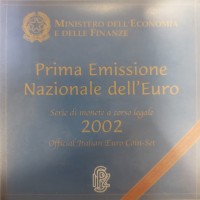 Ministero dell'Economia
e delle Finanze
Prima Emissione
Nazionale dell'Euro
Serie di monete a corso legale
2002
Official Italian Euro Coin Set